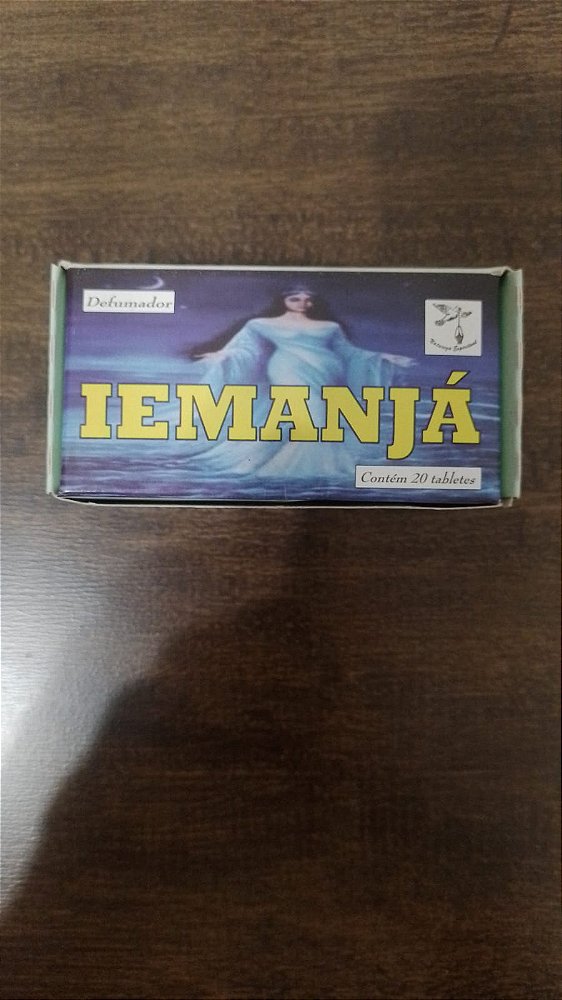 Defumador
IEMANJÁ
Contém 20 tabletes